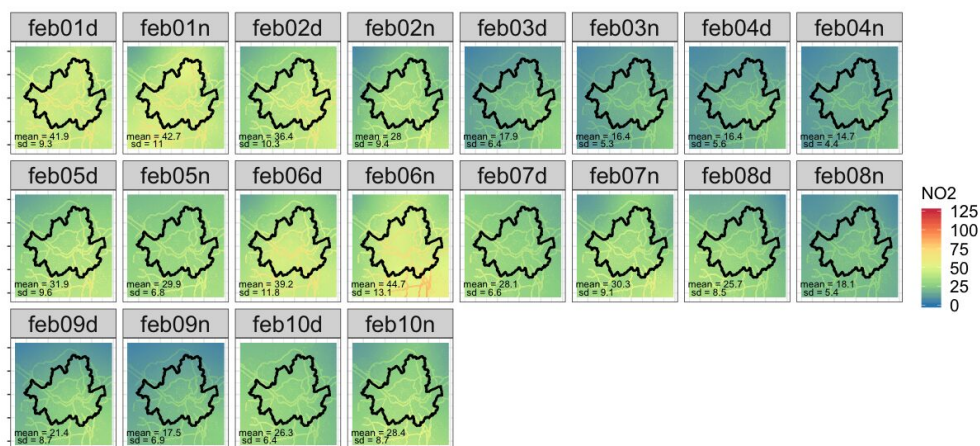 feb01d feb01n feb02d feb02n feb03d feb03n feb04d feb04n
mean = 41.9 mean = 42.7 mean = 36.4 mean = 28 mean = 17.9 mean = 16.4 mean = 16.4 mean = 14.7
sd = 9.3 sd = 11 sd = 10.3 sd = 9.4 sd = 6.4 sd = 5.3 sd = 5.6 sd = 4.4
feb05d feb05n feb06d feb06n feb07d feb07n feb08d feb08n
mean = 31.9 mean = 29.9 mean = 39.2 mean = 44.7 mean = 28.1 mean = 30.3 mean = 25.7 mean = 18.1
sd = 9.6 sd = 6.8 sd = 11.8 sd = 13.1 sd = 6.6 sd = 9.1 sd = 8.5 sd = 5.4
feb09d feb09n feb10d feb10n
mean = 21.4 mean = 17.5 mean = 26.3 mean = 28.4
sd = 8.7 sd = 6.9 sd = 6.4 sd = 8.7
NO2
125
100
75
50
25
0